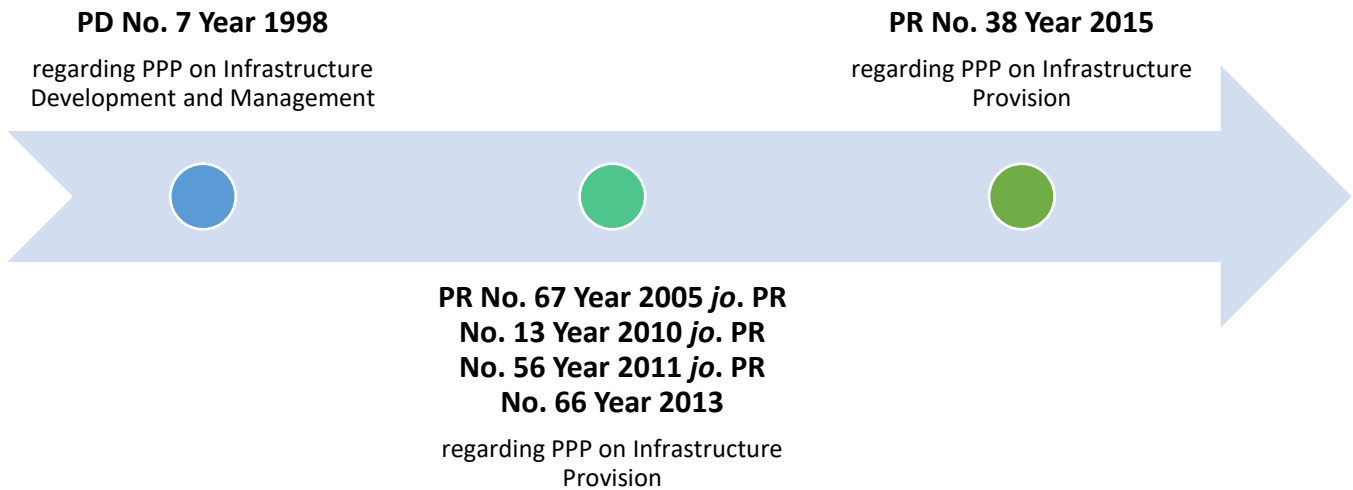 PD No. 7 Year 1998
regarding PPP on Infrastructure
Development and Management
PR No. 67 Year 2005 jo. PR
No. 13 Year 2010 jo. PR
No. 56 Year 2011 jo. PR
No. 66 Year 2013
regarding PPP on Infrastructure
Provision
PR No. 38 Year 2015
regarding PPP on Infrastructure
Provision